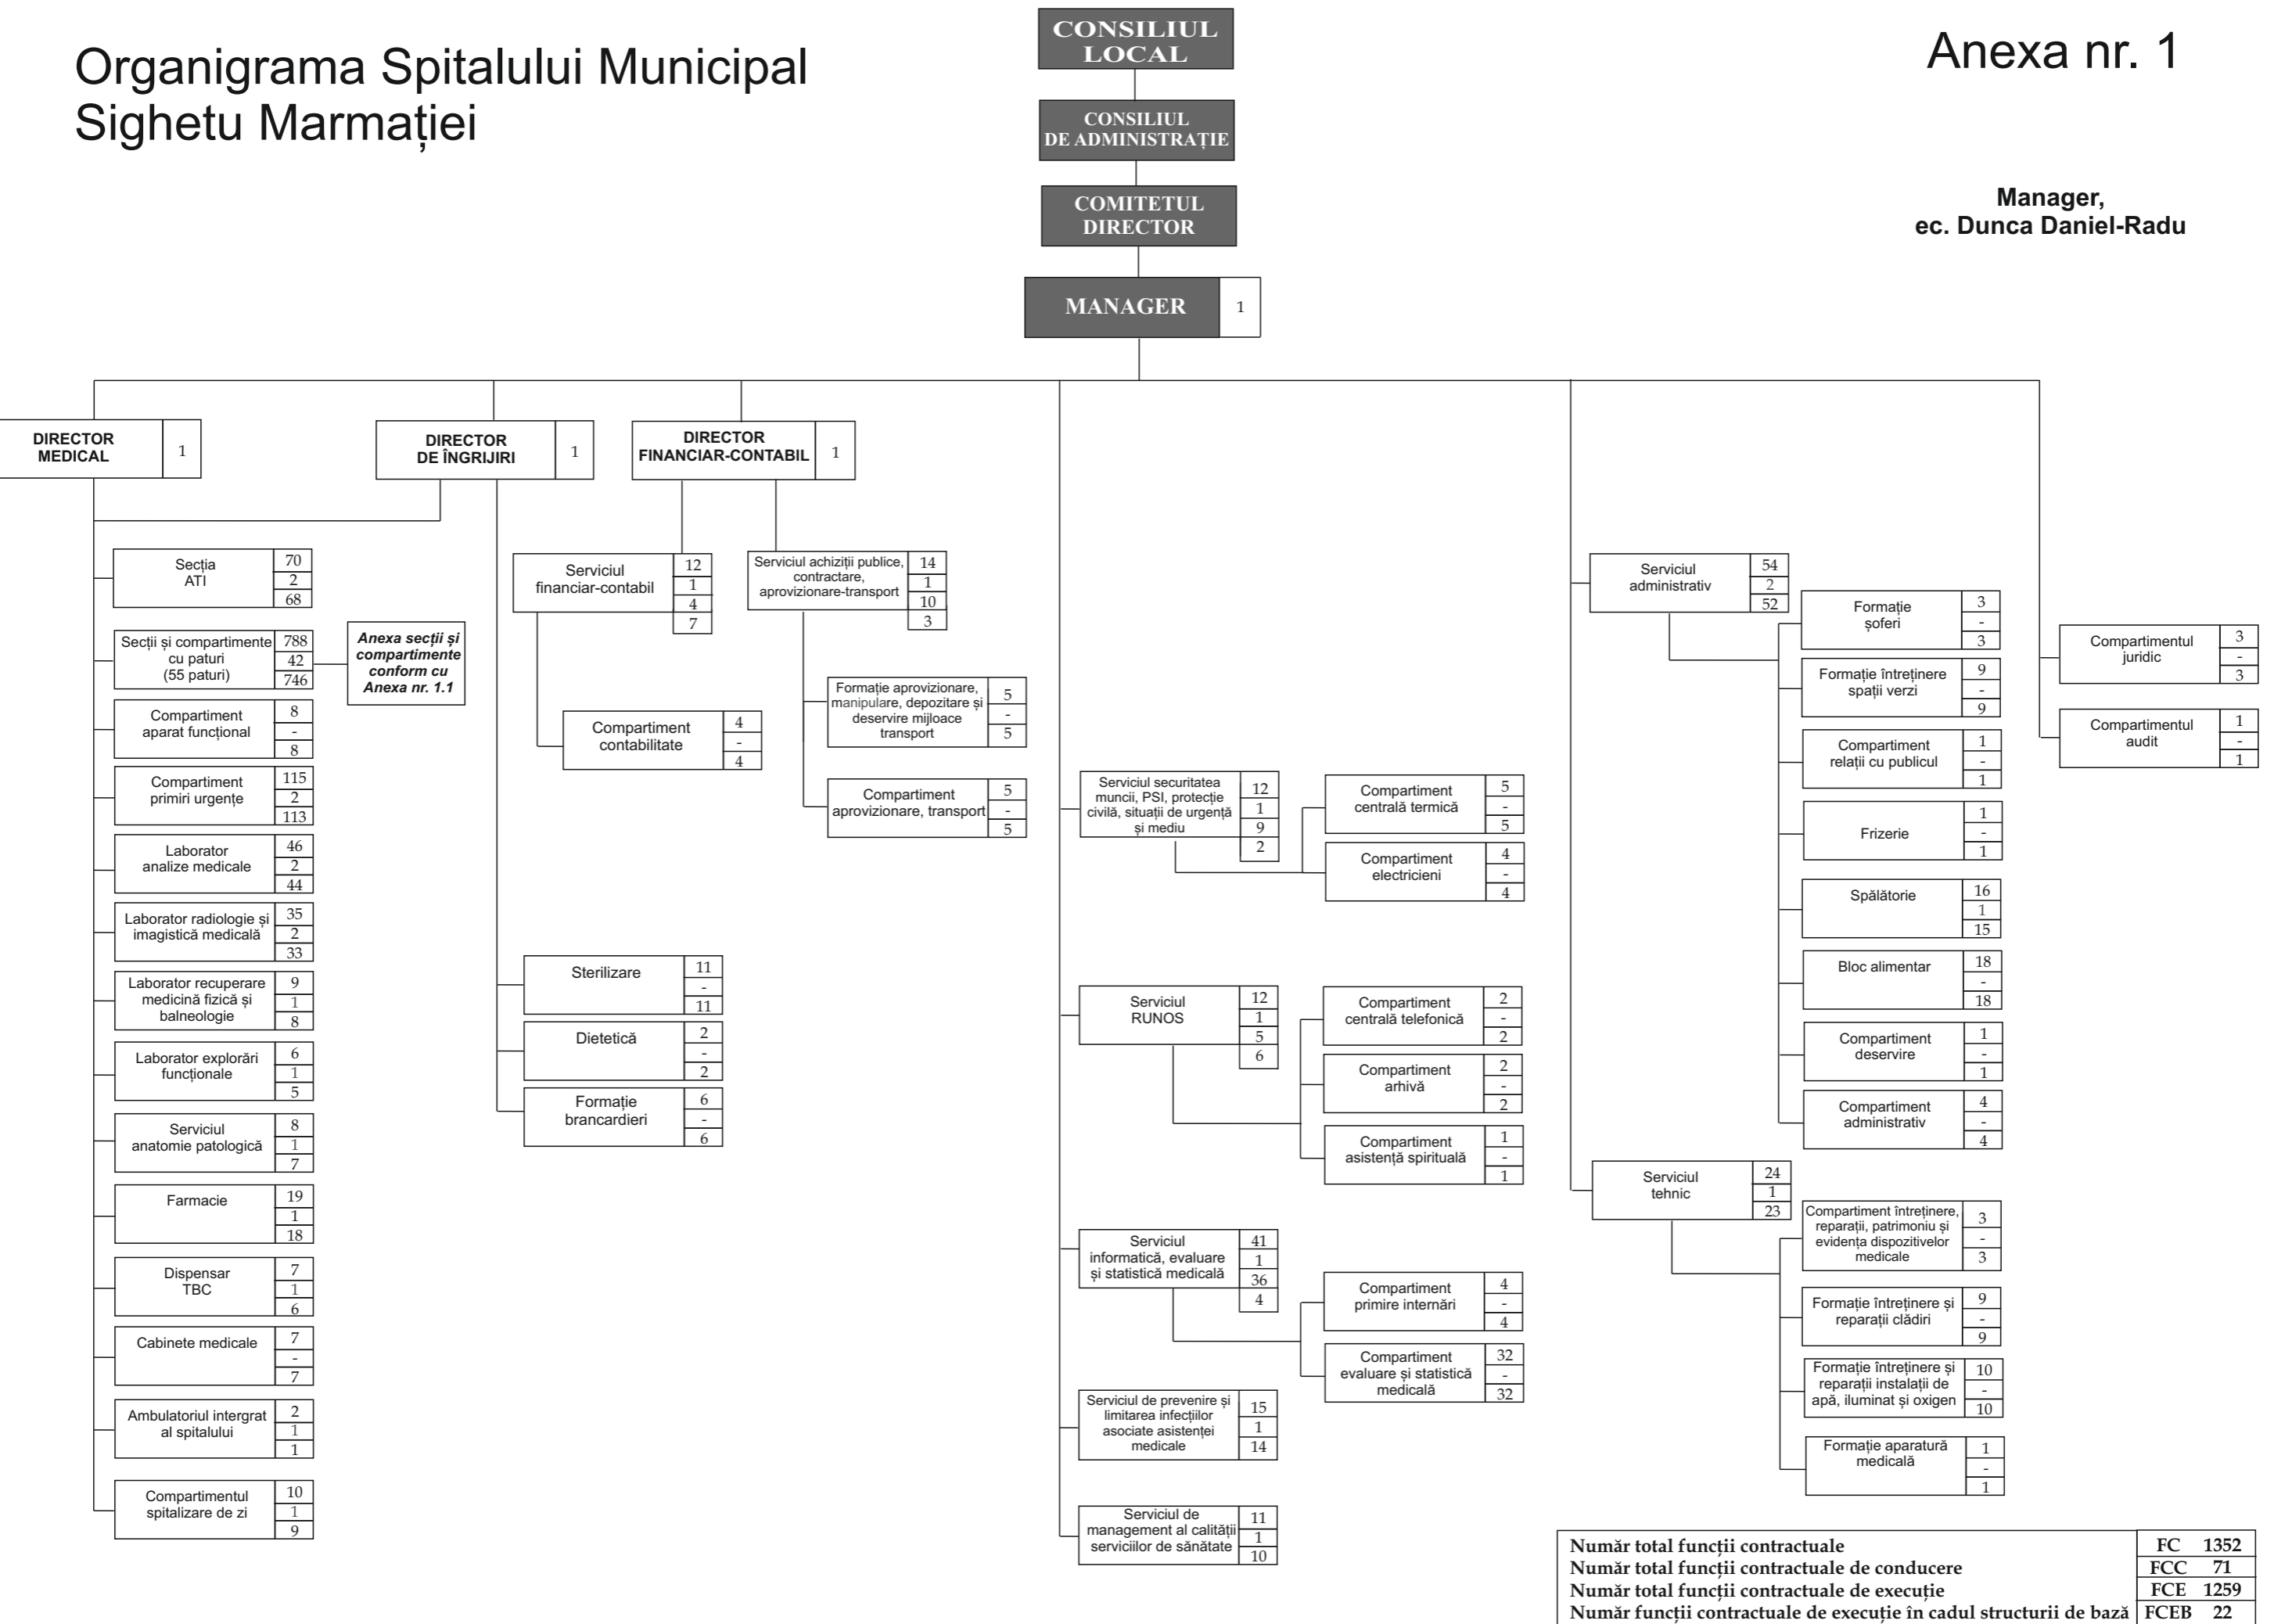 Organigrama Spitalului Municipal
Sighetu Marmației
Anexa nr. 1
Manager,
ec. Dunca Daniel-Radu
CONSILIUL
LOCAL
CONSILIUL
DE ADMINISTRAȚIE
COMITETUL
DIRECTOR
MANAGER
1
DIRECTOR
MEDICAL
1
DIRECTOR
DE ÎNGRIJIRI
1
DIRECTOR
FINANCIAR-CONTABIL
1
Secția
ATI
70
2
68
Secții și compartimente
cu paturi
(55 paturi)
788
42
746
Anexa secții și
compartimente
conform cu
Anexa nr. 1.1
Compartiment
aparat funcțional
8
-
8
Compartiment
primiri urgențe
115
2
113
Laborator
analize medicale
46
2
44
Laborator radiologie și
imagistică medicală
35
2
33
Laborator recuperare
medicină fizică și
balneologie
9
1
8
Laborator explorări
funcționale
6
1
5
Serviciul
anatomie patologică
8
1
7
Farmacie
19
1
18
Dispensar
TBC
7
1
6
Cabinete medicale
7
-
7
Ambulatoriul intergrat
al spitalului
2
1
1
Compartimentul
spitalizare de zi
10
1
9
Sterilizare
11
-
11
Dietetică
2
-
2
Formație
brancardieri
6
-
6
Serviciul
financiar-contabil
12
1
4
7
Compartiment
contabilitate
4
-
4
Serviciul achiziții publice,
contractare,
aprovizionare-transport
14
1
10
3
Formație aprovizionare,
manipulare, depozitare și
deservire mijloace
transport
5
-
5
Compartiment
aprovizionare, transport
5
-
5
Serviciul securitatea
muncii, PSI, protecție
civilă, situații de urgență
și mediu
12
1
9
2
Compartiment
centrală termică
5
-
5
Compartiment
electricieni
4
-
4
Serviciul
RUNOS
12
1
5
6
Compartiment
centrală telefonică
2
-
2
Compartiment
arhivă
2
-
2
Compartiment
asistență spirituală
1
-
1
Serviciul
informatică, evaluare
și statistică medicală
41
1
36
4
Compartiment
primire internări
4
-
4
Compartiment
evaluare și statistică
medicală
32
-
32
Serviciul de prevenire și
limitarea infecțiilor
asociate asistenței
medicale
15
1
14
Serviciul de
management al calității
serviciilor de sănătate
11
1
10
Serviciul
administrativ
54
2
52
Formație
șoferi
3
-
3
Formație întreținere
spații verzi
9
-
9
Compartiment
relații cu publicul
1
-
1
Frizerie
1
-
1
Spălătorie
16
1
15
Bloc alimentar
18
-
18
Compartiment
deservire
1
-
1
Compartiment
administrativ
4
-
4
Serviciul
tehnic
24
1
23
Compartiment întreținere,
reparații, patrimoniu și
evidența dispozitivelor
medicale
3
-
3
Formație întreținere și
reparații clădiri
9
-
9
Formație întreținere și
reparații instalații de
apă, iluminat și oxigen
10
-
10
Formație aparatură
medicală
1
-
1
Compartimentul
juridic
3
-
3
Compartimentul
audit
1
-
1
Număr total funcții contractuale FC 1352
Număr total funcții contractuale de conducere FCC 71
Număr total funcții contractuale de execuție FCE 1259
Număr funcții contractuale de execuție în cadul structurii de bază FCEB 22